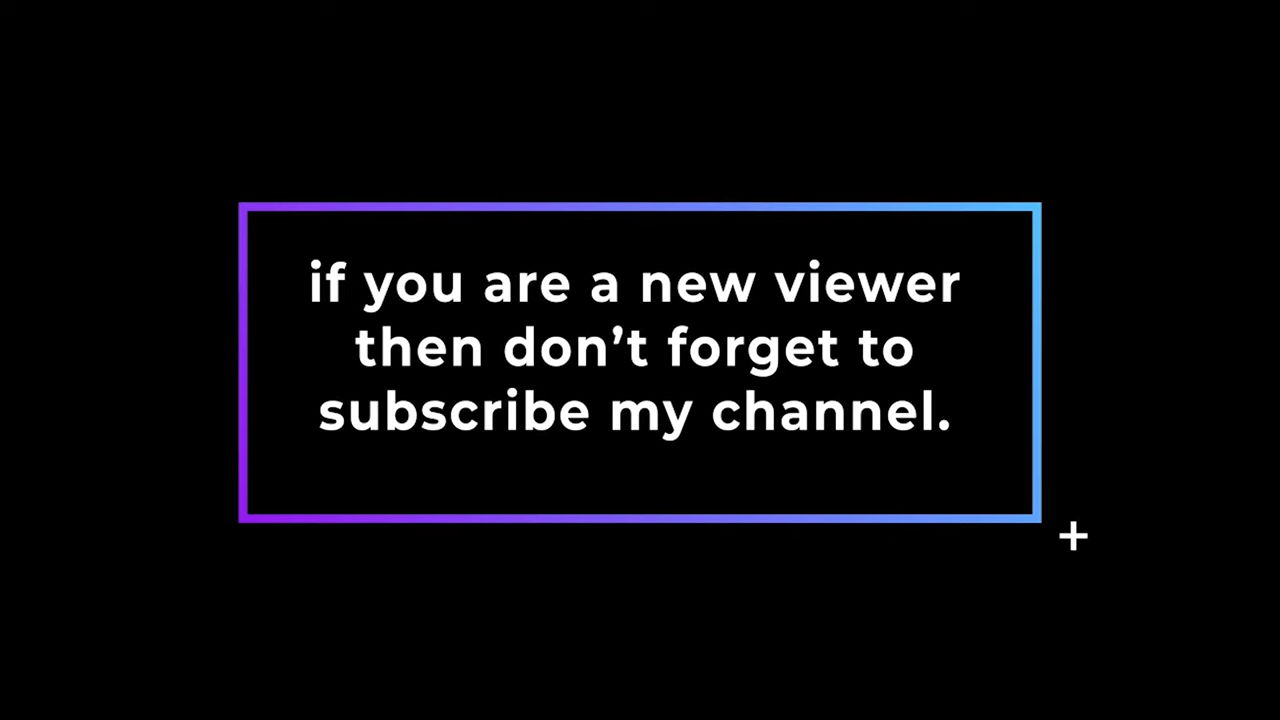 if you are a new viewer
then don’t forget to
subscribe my channel.